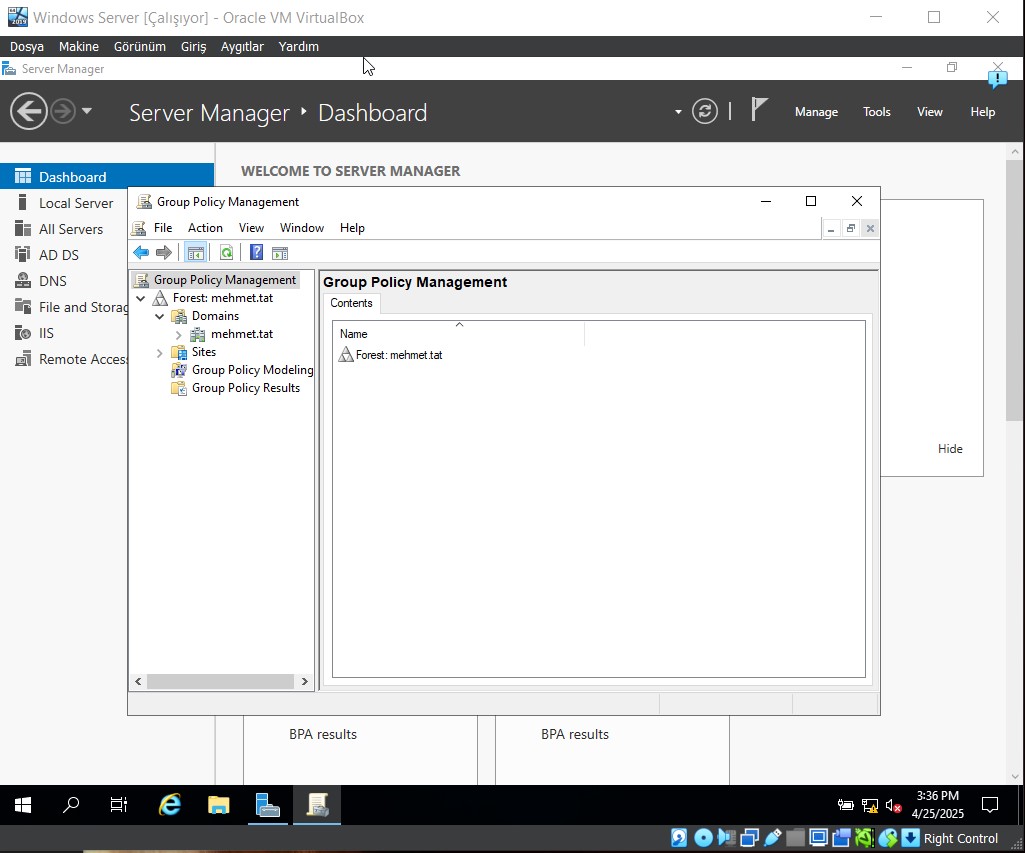 Windows Server [Çalışıyor] - Oracle VM VirtualBox
Dosya Makine Görünüm Giriş Aygıtlar Yardım
Server Manager
Server Manager Dashboard
Manage Tools View Help
Dashboard
Local Server
All Servers
AD DS
DNS
File and Storag
IIS
Remote Access
WELCOME TO SERVER MANAGER
Group Policy Management
File Action View Window Help
Group Policy Management
Forest: mehmet.tat
Domains
mehmet.tat
Sites
Group Policy Modeling
Group Policy Results
Group Policy Management
Contents
Name
Forest: mehmet.tat
Hide
BPA results
BPA results
3:36 PM
4/25/2025
Right Control